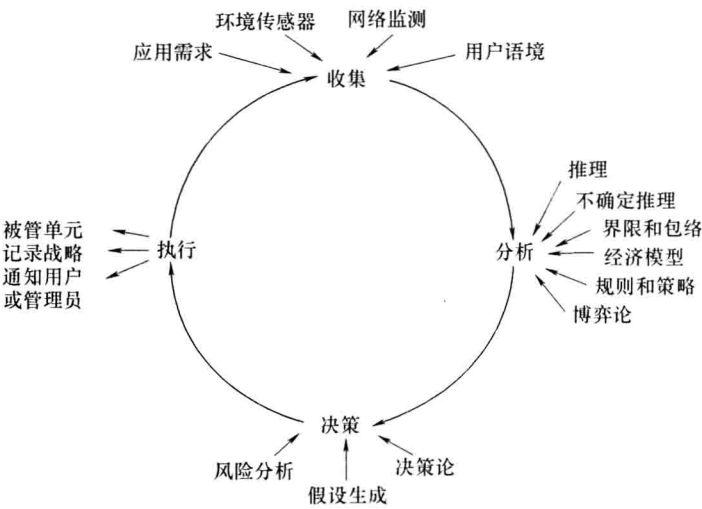 环境传感器
网络监测
应用需求
用户语境
收集
推理
不确定推理
界限和包络
经济模型
规则和策略
博弈论
分析
被管单元
记录战略
通知用户
或管理员
执行
决策
风险分析
假设生成
决策论